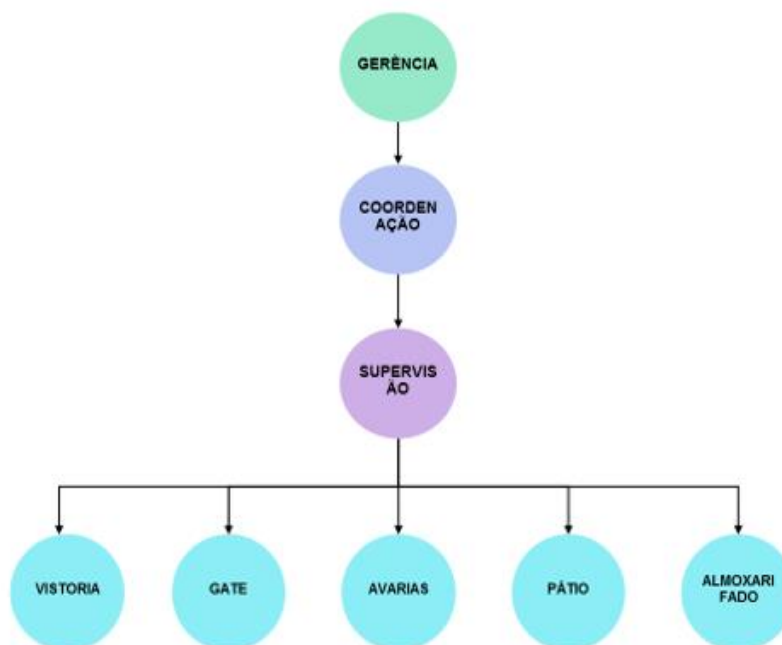 GERÊNCIA
COORDEN
AÇÃO
SUPERVIS
ÃO
VISTORIA
GATE
AVARIAS
PÁTIO
ALMOXARI
FADO